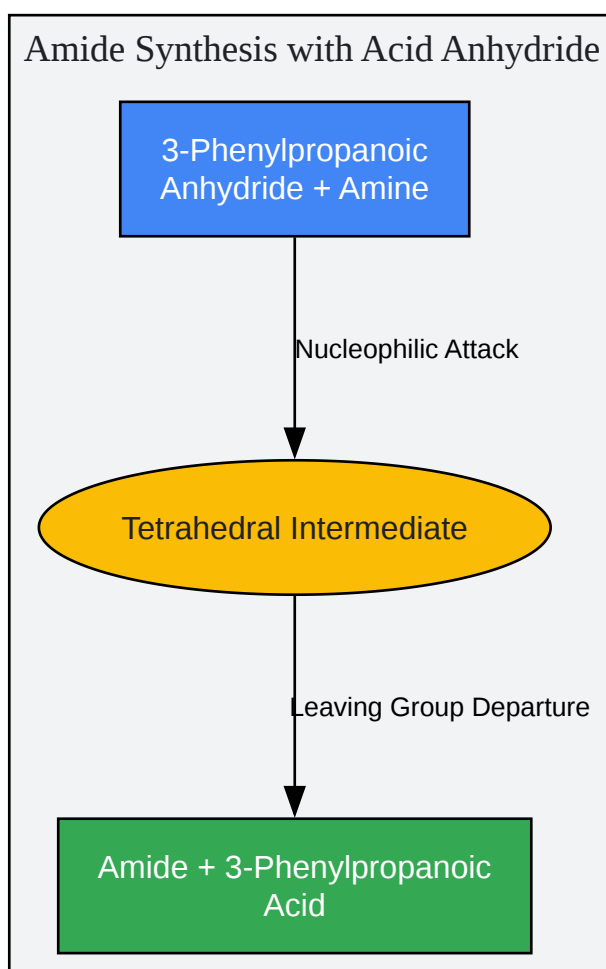 Amide Synthesis with Acid Anhydride
3-Phenylpropanoic
Anhydride + Amine
Nucleophilic Attack
Tetrahedral Intermediate
Leaving Group Departure
Amide + 3-Phenylpropanoic
Acid